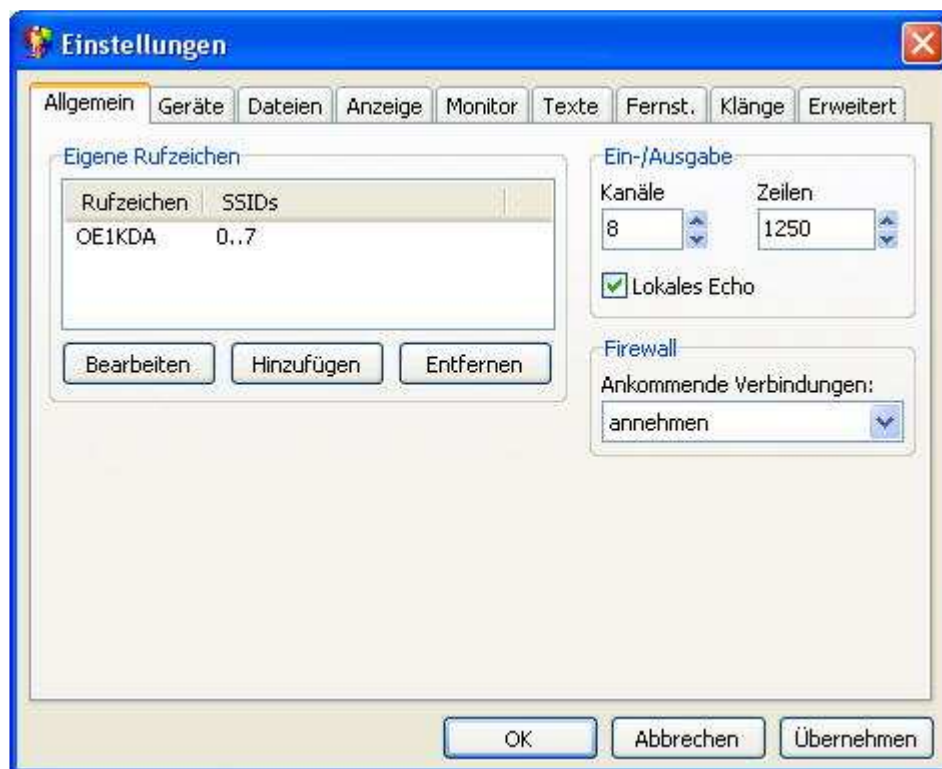 Einstellungen
Allgemein Geräte Dateien Anzeige Monitor Texte Fernst. Klänge Erweitert
Eigene Rufzeichen
Rufzeichen SSIDs
OE1KDA 0..7
Bearbeiten Hinzufügen Entfernen
Ein-/Ausgabe
Kanäle Zeilen
8 1250
Lokales Echo
Firewall
Ankommende Verbindungen:
annehmen
OK Abbrechen Übernehmen